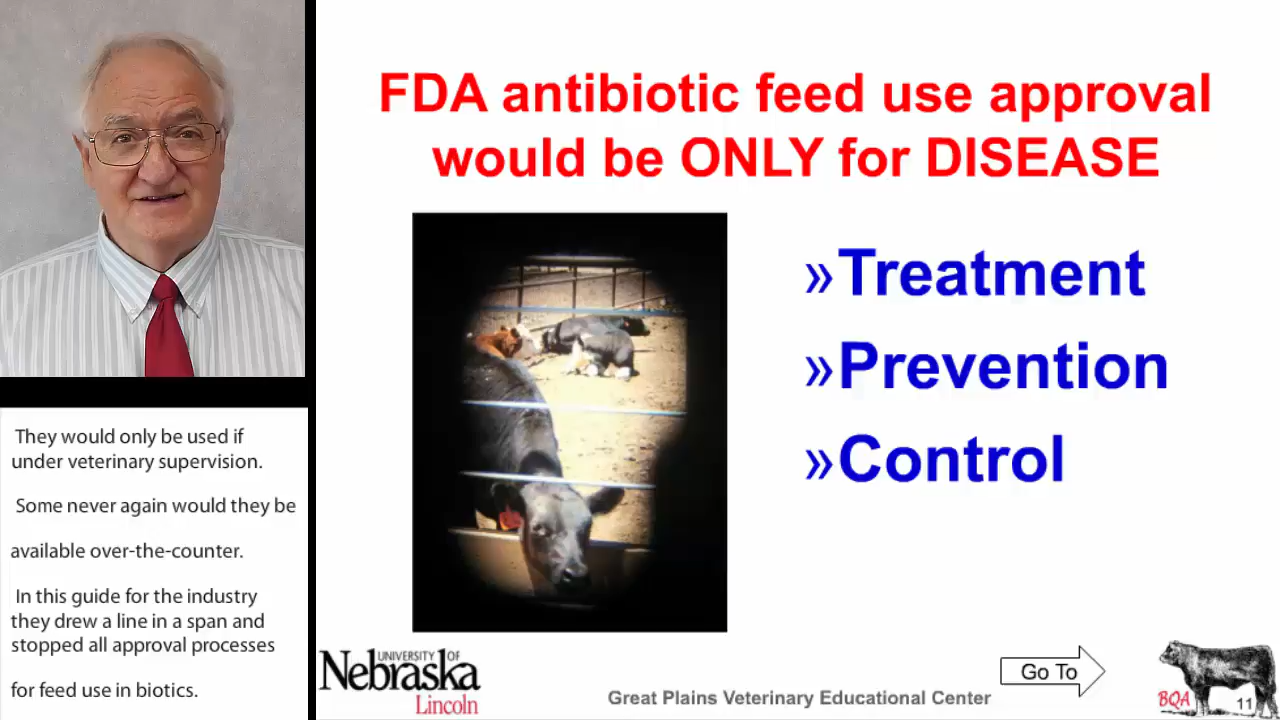 FDA antibiotic feed use approval
would be ONLY for DISEASE
»Treatment
»Prevention
»Control
They would only be used if
under veterinary supervision.
Some never again would they be
available over-the-counter.
In this guide for the industry
they drew a line in a span and
stopped all approval processes
for feed use in biotics.
UNIVERSITY OF
Nebraska
Lincoln
Great Plains Veterinary Educational Center
Go To
BQA
11